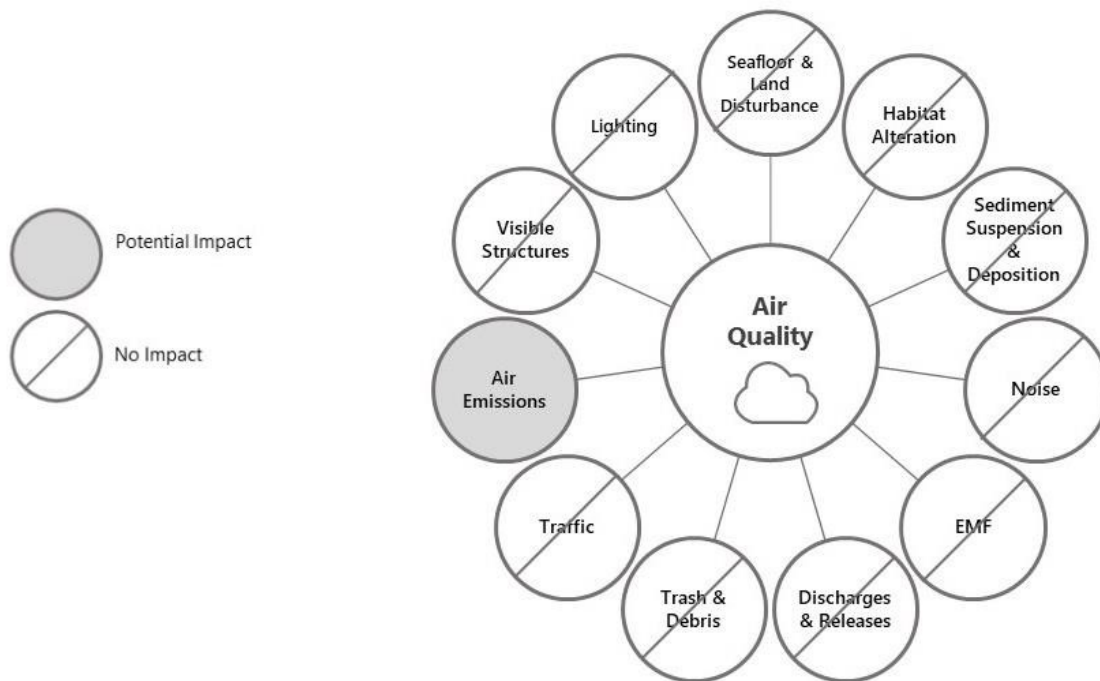 Potential Impact
No Impact
Air
Quality
Seafloor &
Land
Disturbance
Habitat
Alteration
Sediment
Suspension
&
Deposition
Noise
EMF
Discharges
& Releases
Trash &
Debris
Traffic
Air
Emissions
Visible
Structures
Lighting